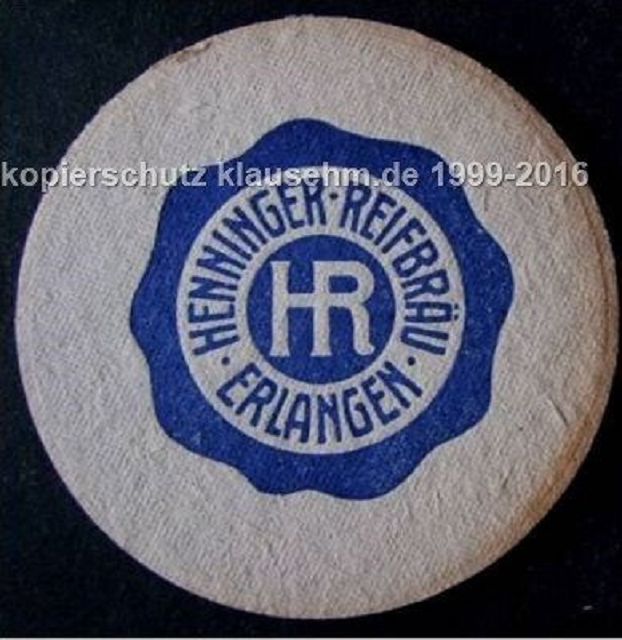 kopierschutz klausehm.de 1999-2016
HENNINGER·REIFBRÄU
HR
·ERLANGEN·